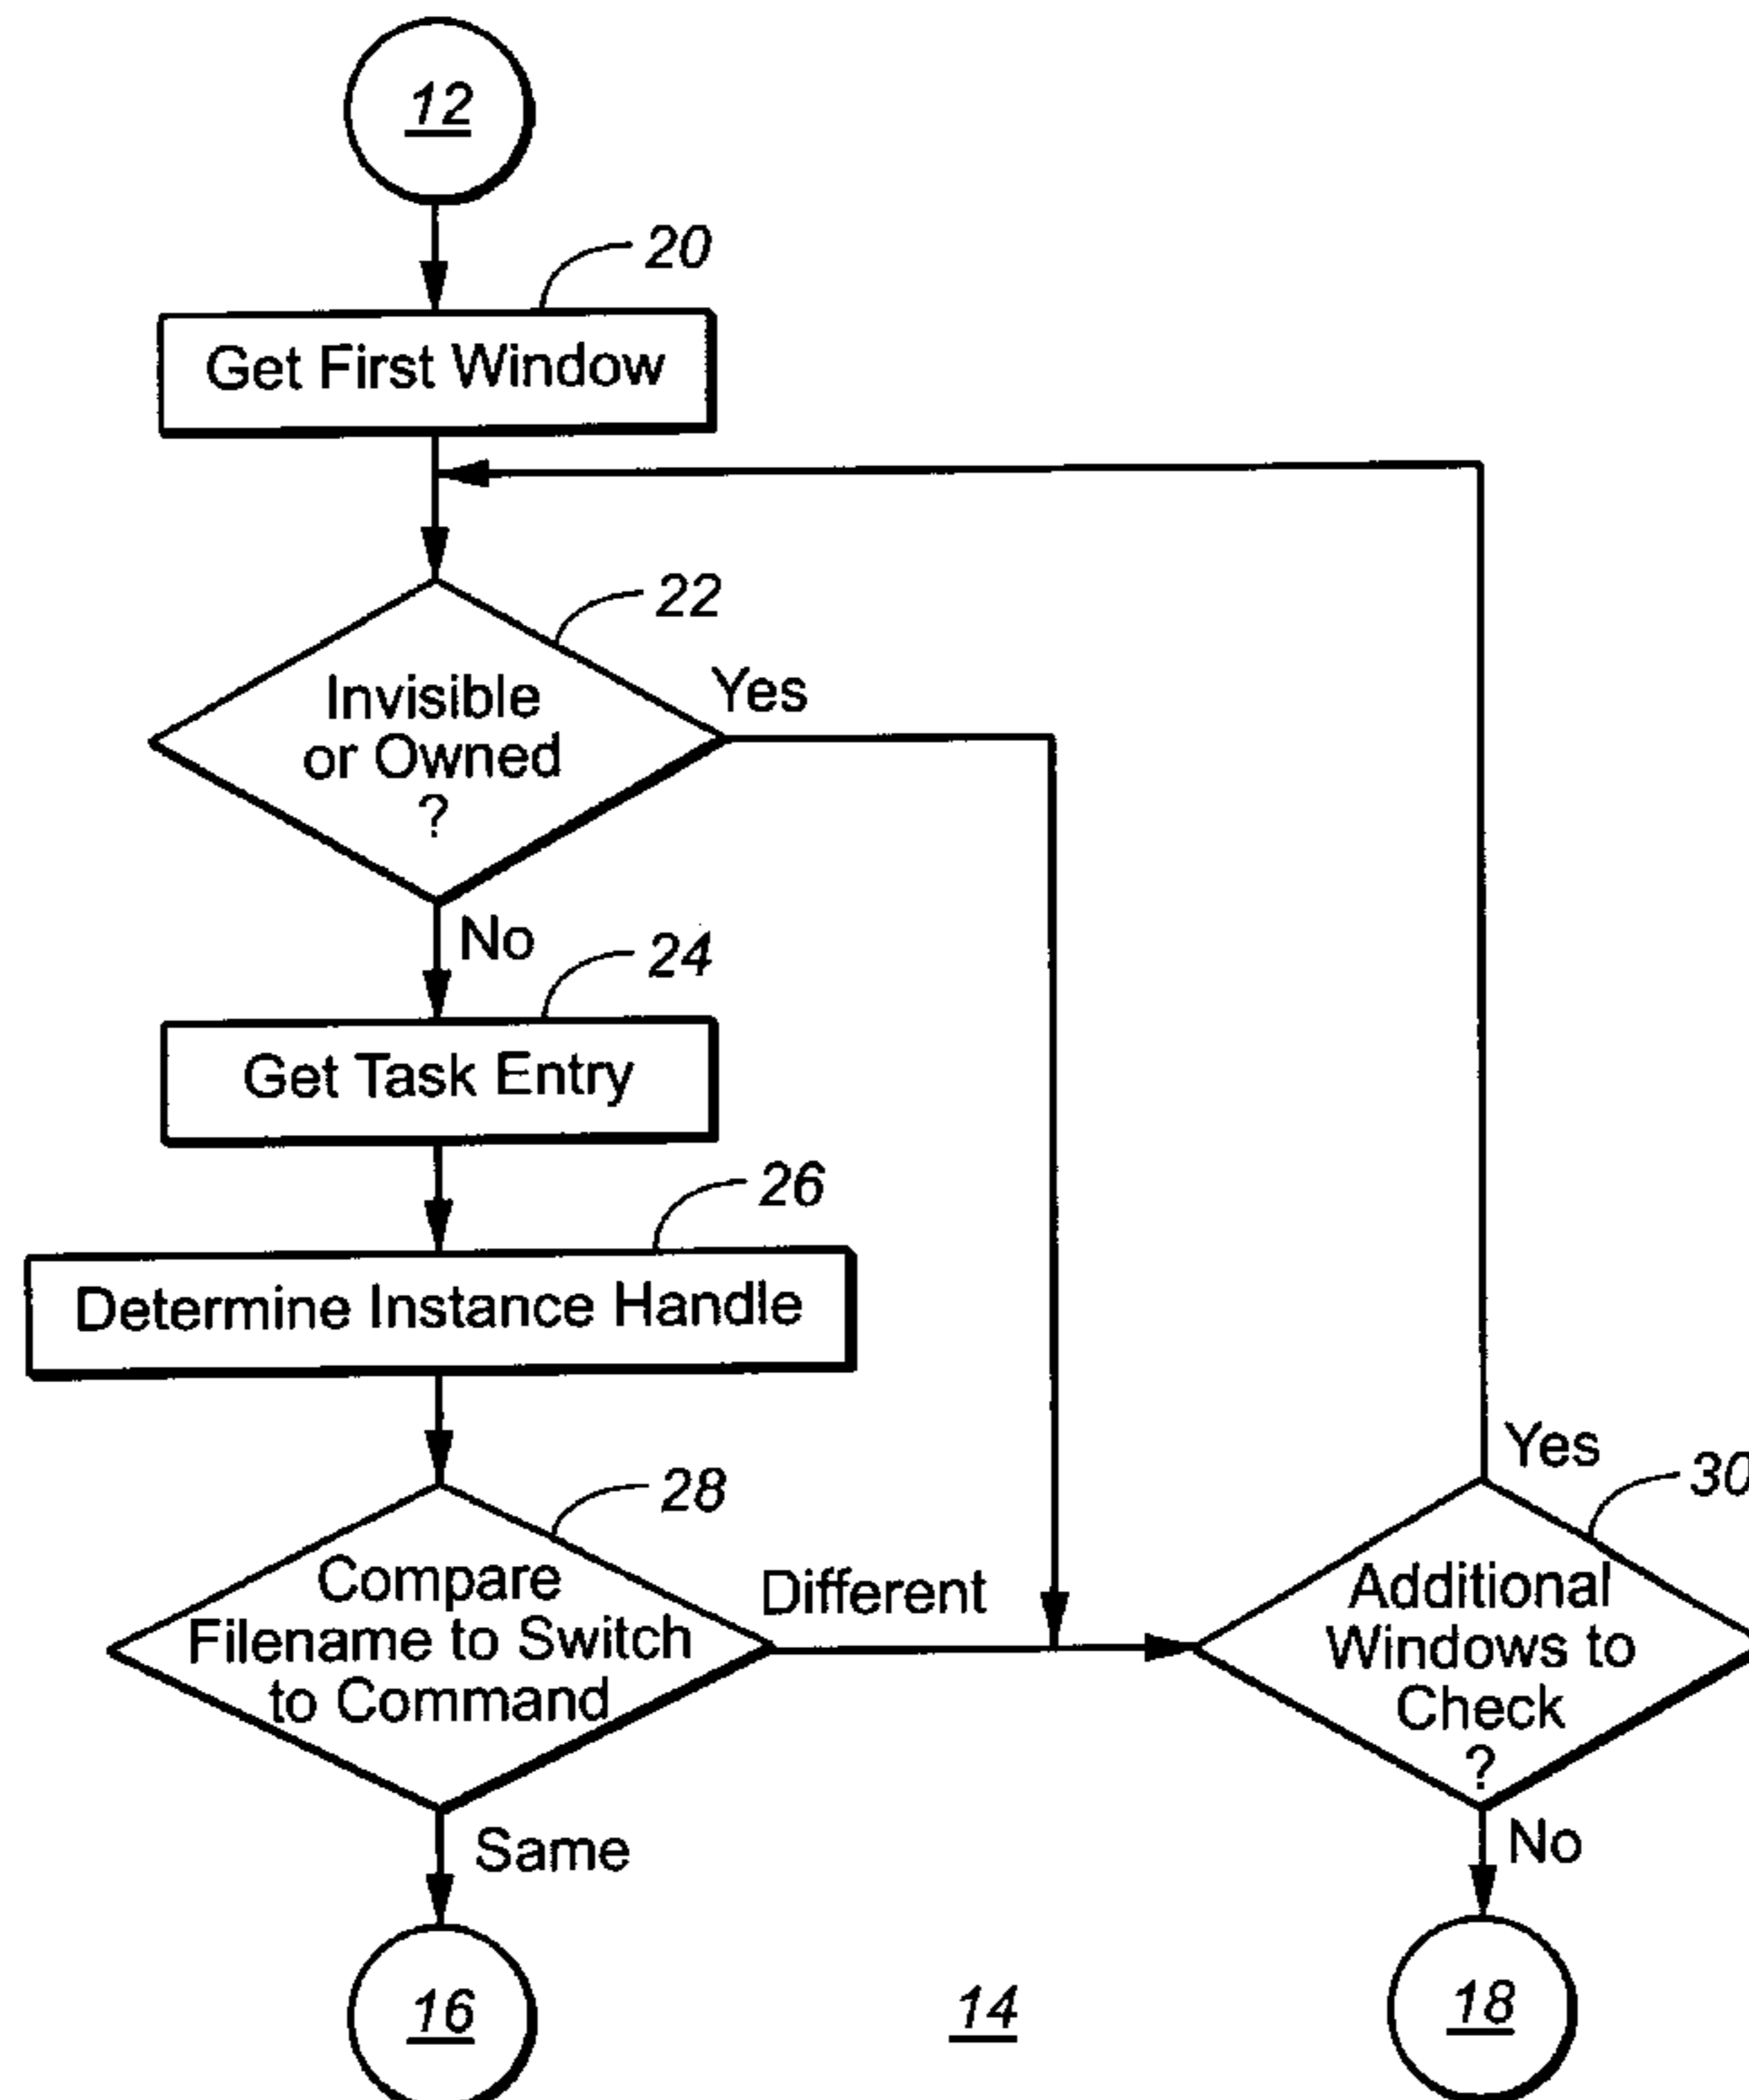 12
20
Get First Window
22
Invisible
or Owned
?
Yes
No
24
Get Task Entry
26
Determine Instance Handle
28
Compare
Filename to Switch
to Command
Different
Same
Yes
30
Additional
Windows to
Check
?
No
16
14
18